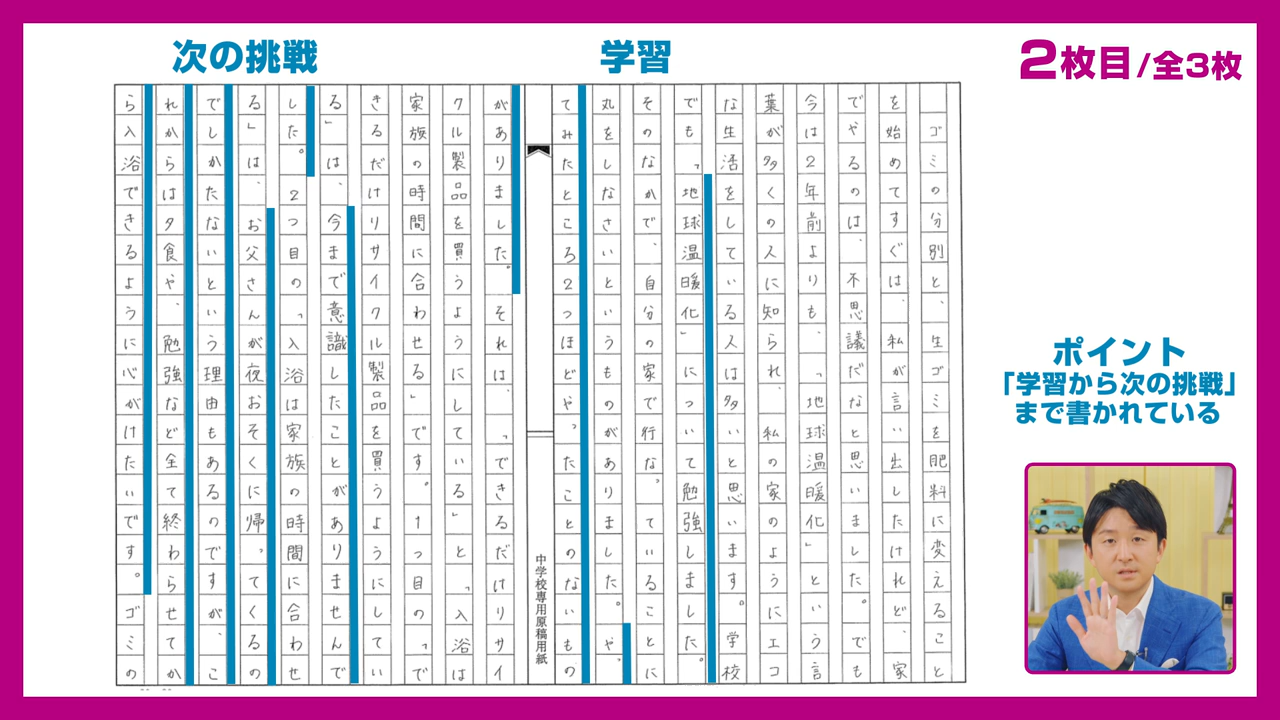 2枚目/全3枚
学習
次の挑戦
ゴミの分別と、生ゴミを肥料に変えること
を始めてすぐは、私が言い出したけれど、家
でやるのは、不思議だなと思いました。でも
今は2年前よりも、「地球温暖化」という言
葉が多くの人に知られ、私の家のようにエコ
な生活をしている人は多いと思います。学校
でも「地球温暖化」について勉強しました。
そのなかで、自分の家で行なっていることに
丸をしなさいというものがありました。やっ
てみたところ2つほどやったことのないもの
中学校専用原稿用紙
がありました。それは、「できるだけリサイ
クル製品を買うようにしている」と「入浴は
家族の時間に合わせる」です。1つ目の「で
きるだけリサイクル製品を買うようにしてい
る」は、今まで意識したことがありませんで
した。2つ目の「入浴は家族の時間に合わせ
る」は、お父さんが夜おそくに帰ってくるの
でしかたないという理由もあるのですが、こ
れからは夕食や、勉強など全て終わらせてか
ら入浴できるように心がけたいです。ゴミの
ポイント
「学習から次の挑戦」
まで書かれている